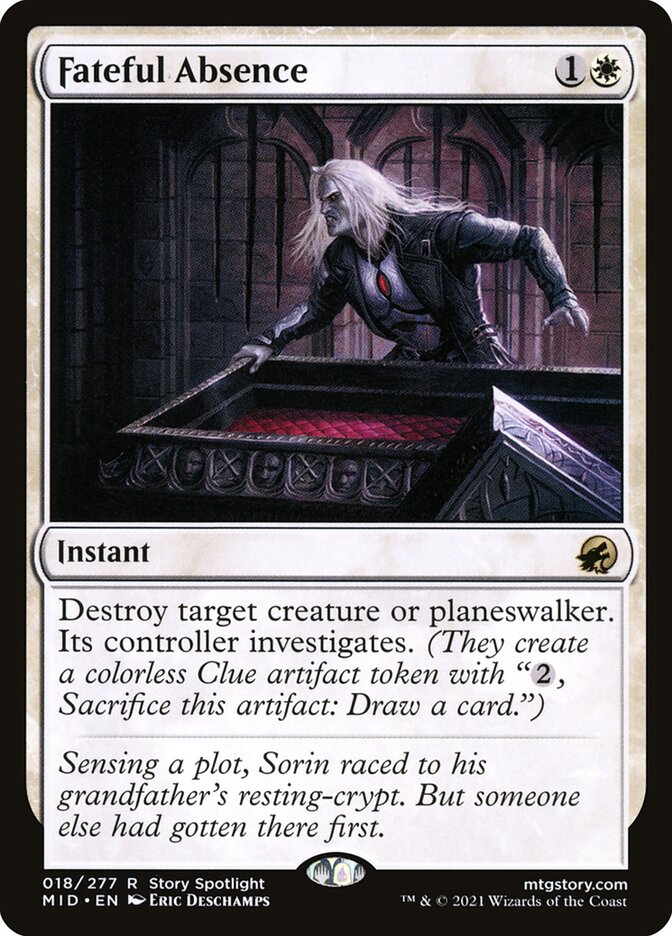 Fateful Absence 1
Instant
Destroy target creature or planeswalker.
Its controller investigates. (They create
a colorless Clue artifact token with “2,
Sacrifice this artifact: Draw a card.”)
Sensing a plot, Sorin raced to his
grandfather’s resting-crypt. But someone
else had gotten there first.
018/277 R Story Spotlight mtgstory.com
MID • EN Eric Deschamps ™ & © 2021 Wizards of the Coast